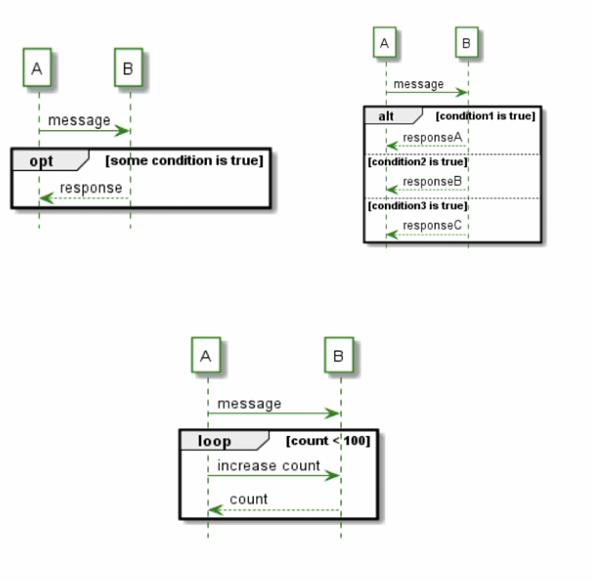 A B
message
opt [some condition is true]
response
A B
message
alt [condition1 is true]
responseA
[condition2 is true]
responseB
[condition3 is true]
responseC
A B
message
loop [count < 100]
increase count
count